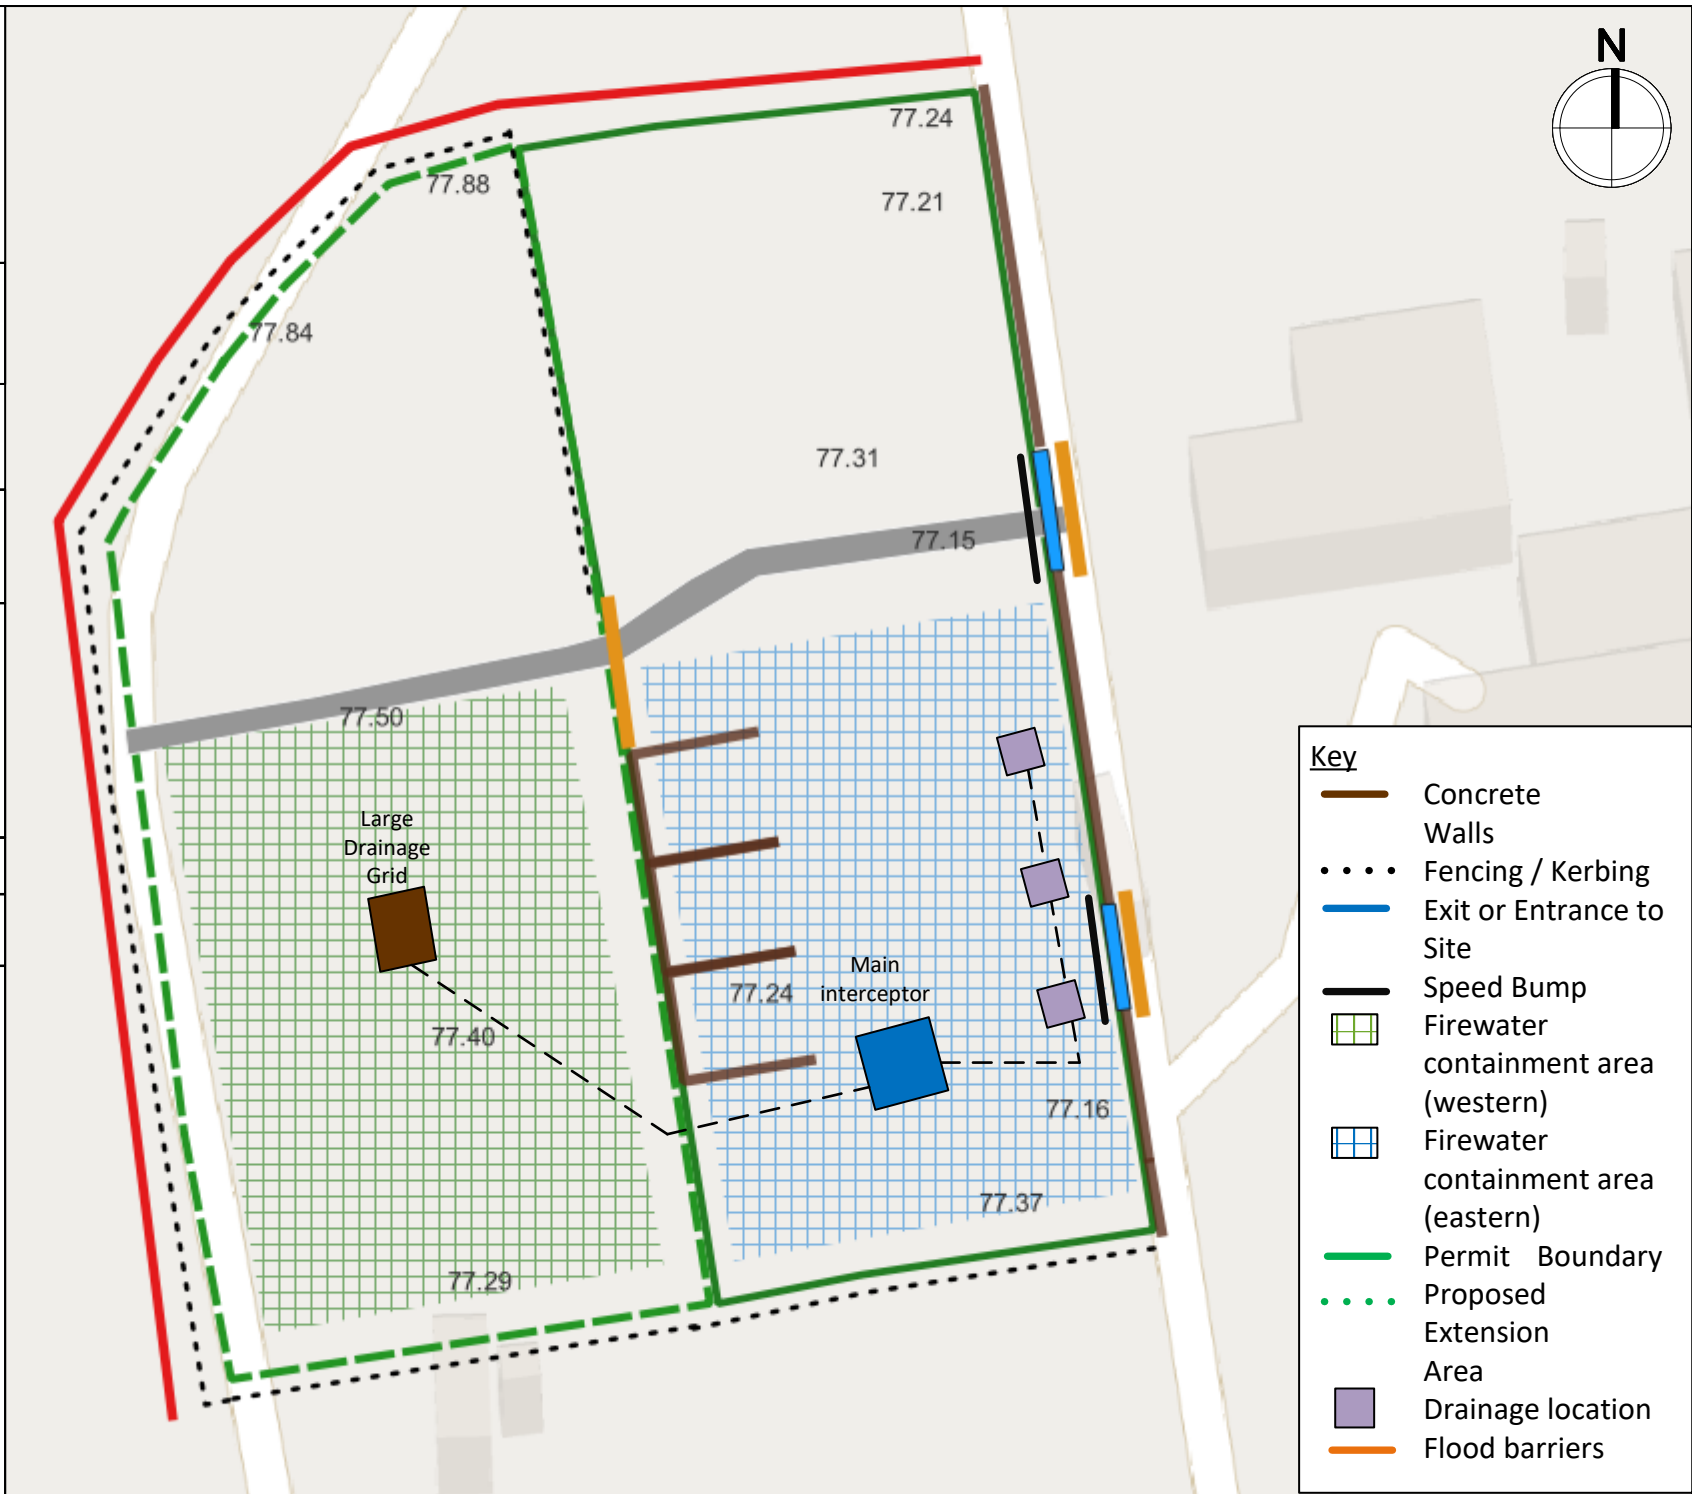 N
77.24
77.88
77.21
77.84
77.31
77.15
77.50
Large
Drainage
Grid
Main
interceptor
77.24
77.40
77.16
77.37
77.29
Key
Concrete
Walls
Fencing / Kerbing
Exit or Entrance to
Site
Speed Bump
Firewater
containment area
(western)
Firewater
containment area
(eastern)
Permit Boundary
Proposed
Extension
Area
Drainage location
Flood barriers